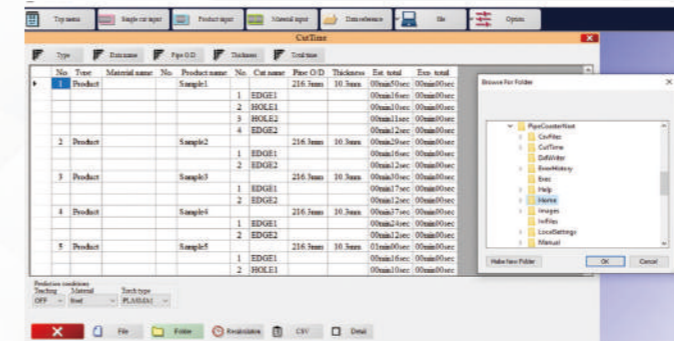 Top menu Single cut input Product input Material input Data reference File Option
CutTime
Type Data name Pipe O.D Thickness Total time
No Type Material name No. Product name No. Cut name Pipe O/D Thickness Est. total Exp. total
1 Product Sample1 216.3mm 10.3mm 00min50sec 00min00sec
1 EDGE1 00min16sec 00min00sec
2 HOLE1 00min10sec 00min00sec
3 HOLE2 00min11sec 00min00sec
4 EDGE2 00min12sec 00min00sec
2 Product Sample2 216.3mm 10.3mm 00min29sec 00min00sec
1 EDGE1 00min16sec 00min00sec
2 EDGE2 00min12sec 00min00sec
3 Product Sample3 216.3mm 10.3mm 00min30sec 00min00sec
1 EDGE1 00min17sec 00min00sec
2 EDGE2 00min12sec 00min00sec
4 Product Sample4 216.3mm 10.3mm 00min37sec 00min00sec
1 EDGE1 00min24sec 00min00sec
2 EDGE2 00min12sec 00min00sec
5 Product Sample5 216.3mm 10.3mm 01min00sec 00min00sec
1 EDGE1 00min16sec 00min00sec
2 HOLE1 00min10sec 00min00sec
Prediction conditions
Teaching Material Torch type
OFF Steel PLASMA1
File Folder Recalculation CSV Detail
Browse For Folder
PipeCoasterNext
CsvFiles
CutTime
DxfWriter
ErrorHistory
Exec
Help
Home
Images
IniFiles
LocalSettings
Manual
Make New Folder OK Cancel